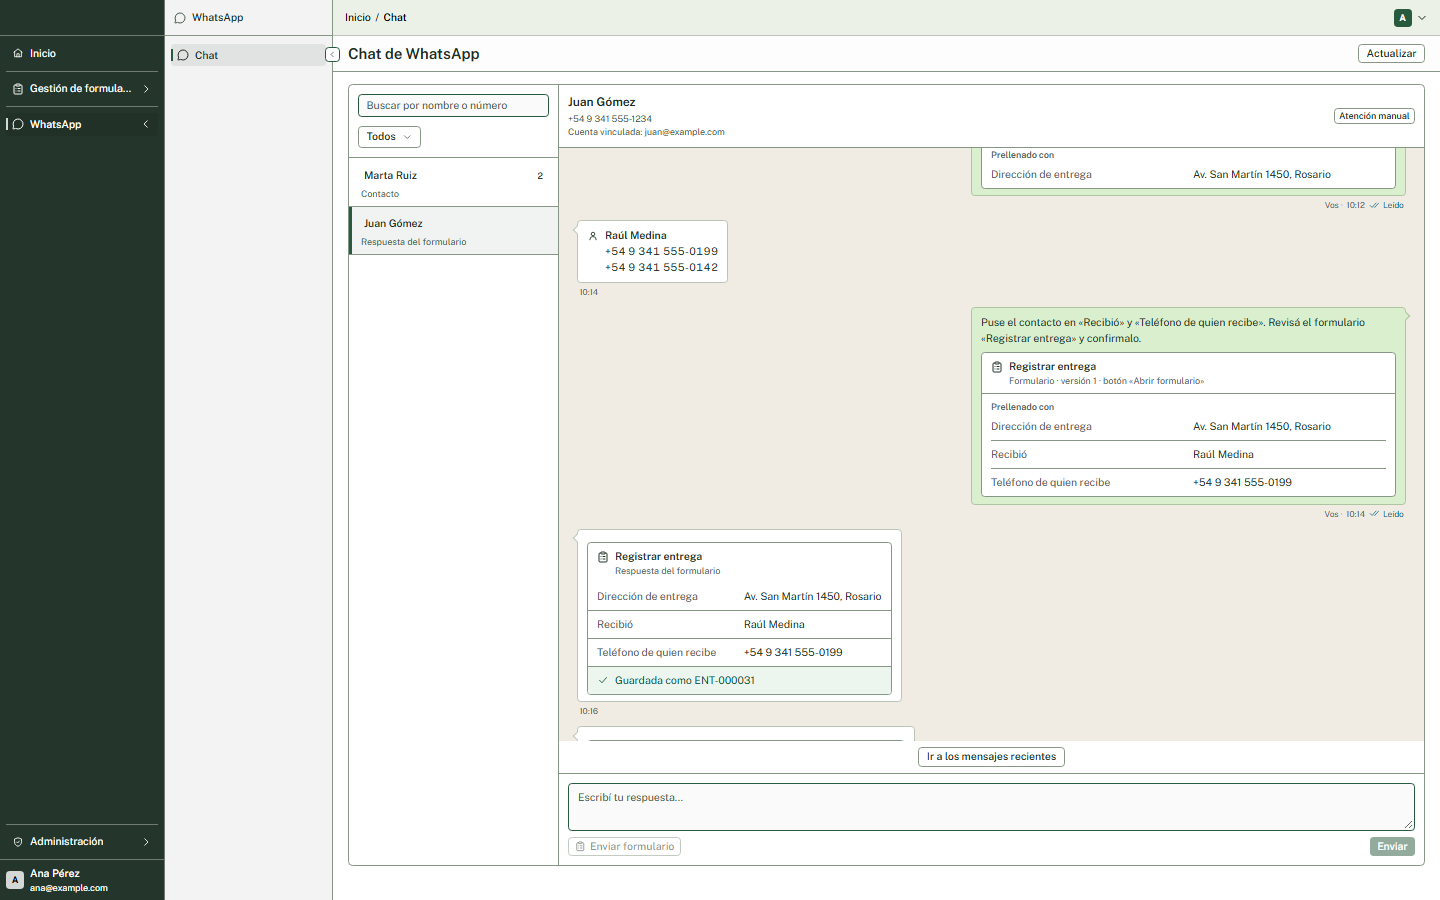 WhatsApp
Inicio / Chat
A
Inicio
Chat
Chat de WhatsApp
Actualizar
Gestión de formula...
WhatsApp
Buscar por nombre o número
Todos
Marta Ruiz 2
Contacto
Juan Gómez
Respuesta del formulario
Juan Gómez
+54 9 341 555-1234
Cuenta vinculada: juan@example.com
Atención manual
Prellenado con
Dirección de entrega Av. San Martín 1450, Rosario
Vos · 10:12 Leído
Raúl Medina
+54 9 341 555-0199
+54 9 341 555-0142
10:14
Puse el contacto en «Recibió» y «Teléfono de quien recibe». Revisá el formulario
«Registrar entrega» y confirmalo.
Registrar entrega
Formulario · versión 1 · botón «Abrir formulario»
Prellenado con
Dirección de entrega Av. San Martín 1450, Rosario
Recibió Raúl Medina
Teléfono de quien recibe +54 9 341 555-0199
Vos · 10:14 Leído
Registrar entrega
Respuesta del formulario
Dirección de entrega Av. San Martín 1450, Rosario
Recibió Raúl Medina
Teléfono de quien recibe +54 9 341 555-0199
Guardada como ENT-000031
10:16
Ir a los mensajes recientes
Escribí tu respuesta...
Enviar formulario
Enviar
Administración
A
Ana Pérez
ana@example.com